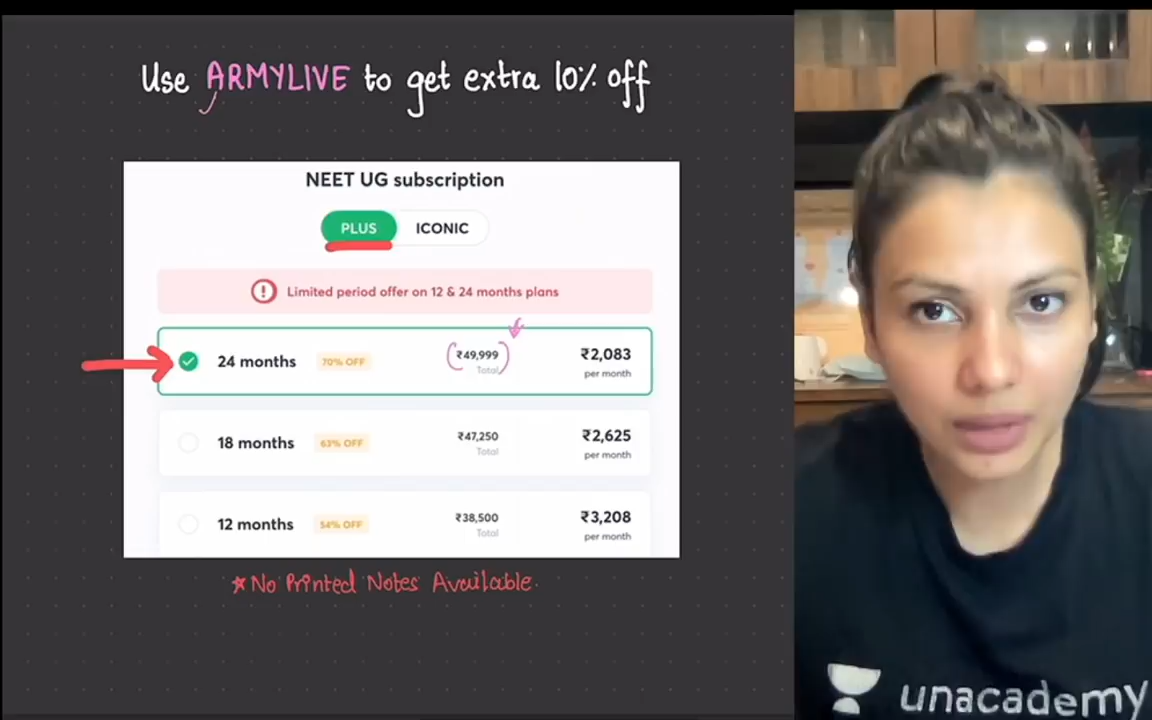 Use ARMYLIVE to get extra 10% off
NEET UG subscription
PLUS ICONIC
Limited period offer on 12 & 24 months plans
24 months 70% OFF ₹49,999 ₹2,083
Total per month
18 months 63% OFF ₹47,250 ₹2,625
Total per month
12 months 54% OFF ₹38,500 ₹3,208
Total per month
★No Printed Notes Available.
unacademy